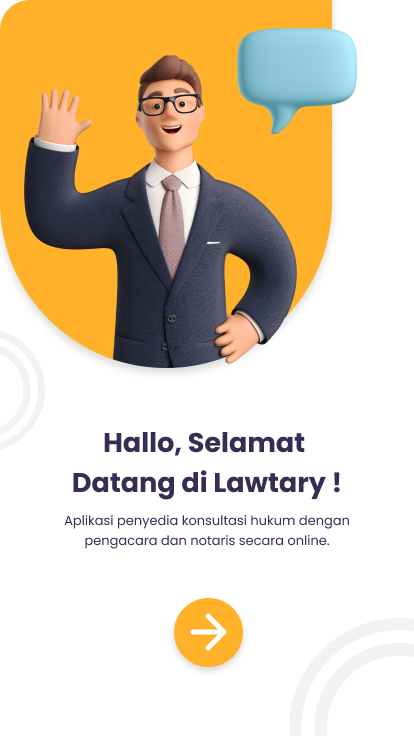 Hallo, Selamat
Datang di Lawtary !
Aplikasi penyedia konsultasi hukum dengan
pengacara dan notaris secara online.